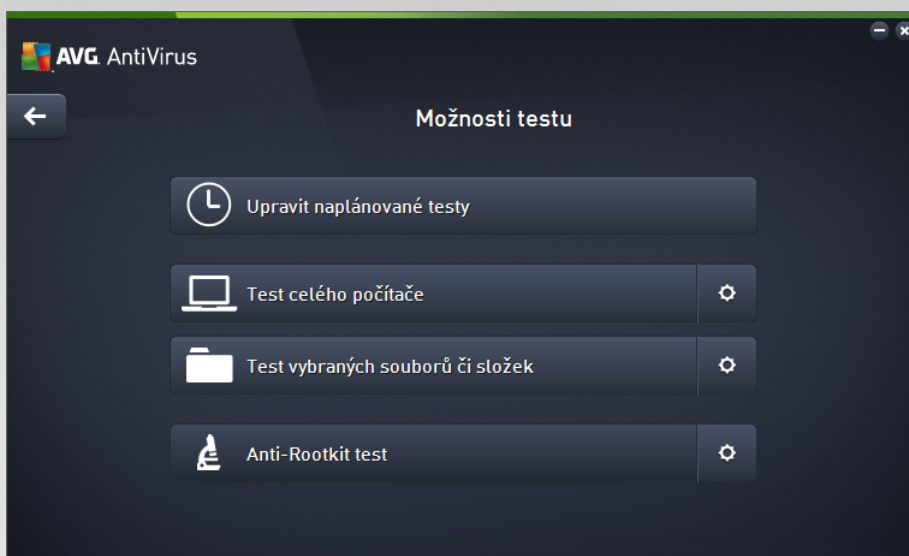 AVG. AntiVirus
Možnosti testu
Upravit naplánované testy
Test celého počítače
Test vybraných souborů či složek
Anti-Rootkit test